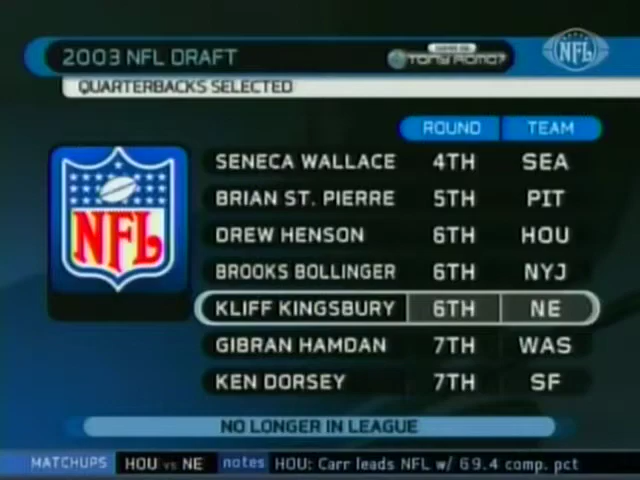 2003 NFL DRAFT
TONY ROMO?
NFL
QUARTERBACKS SELECTED
ROUND TEAM
SENECA WALLACE 4TH SEA
BRIAN ST. PIERRE 5TH PIT
DREW HENSON 6TH HOU
BROOKS BOLLINGER 6TH NYJ
KLIFF KINGSBURY 6TH NE
GIBRAN HAMDAN 7TH WAS
KEN DORSEY 7TH SF
NFL
NO LONGER IN LEAGUE
MATCHUPS HOU vs NE notes HOU: Carr leads NFL w/ 69.4 comp. pct